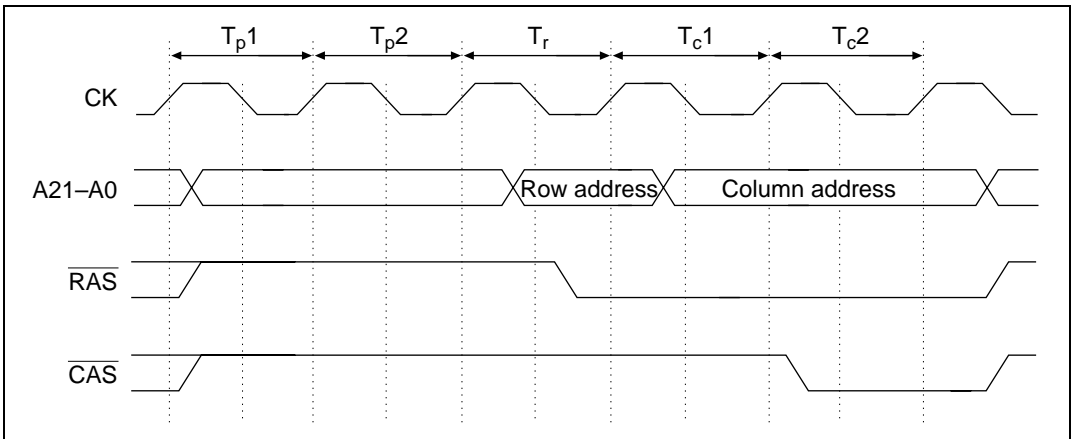 Tp1 Tp2 Tr Tc1 Tc2
CK
A21–A0 Row address Column address
RAS
CAS